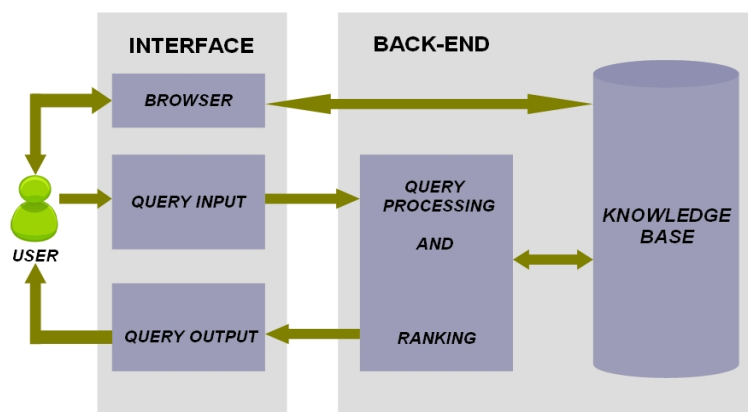 INTERFACE
BACK-END
BROWSER
QUERY INPUT
QUERY
PROCESSING
AND
RANKING
KNOWLEDGE
BASE
USER
QUERY OUTPUT